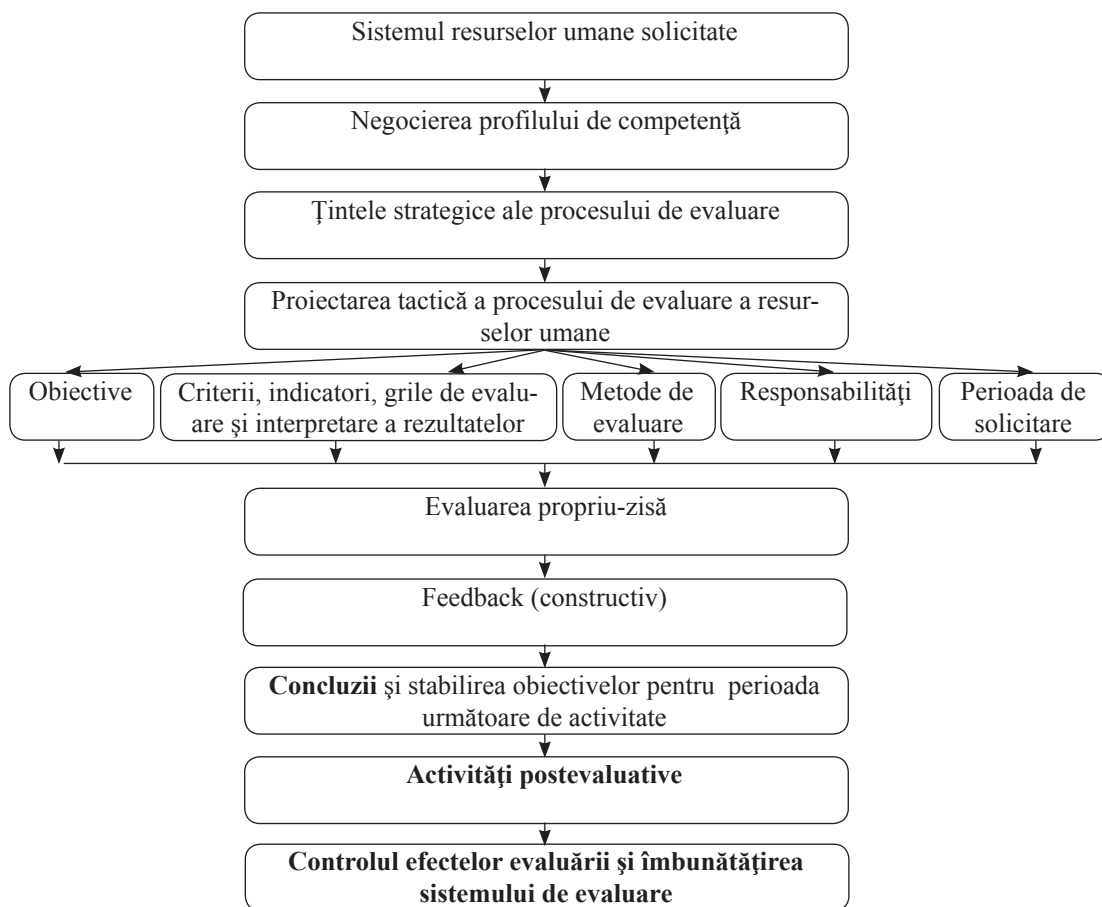 Sistemul resurselor umane solicitate
Negocierea profilului de competenţă
Ţintele strategice ale procesului de evaluare
Proiectarea tactică a procesului de evaluare a resur-
selor umane
Obiective
Criterii, indicatori, grile de evalu-
are şi interpretare a rezultatelor
Metode de
evaluare
Responsabilităţi
Perioada de
solicitare
Evaluarea propriu-zisă
Feedback (constructiv)
Concluzii şi stabilirea obiectivelor pentru perioada
următoare de activitate
Activităţi postevaluative
Controlul efectelor evaluării şi îmbunătăţirea
sistemului de evaluare